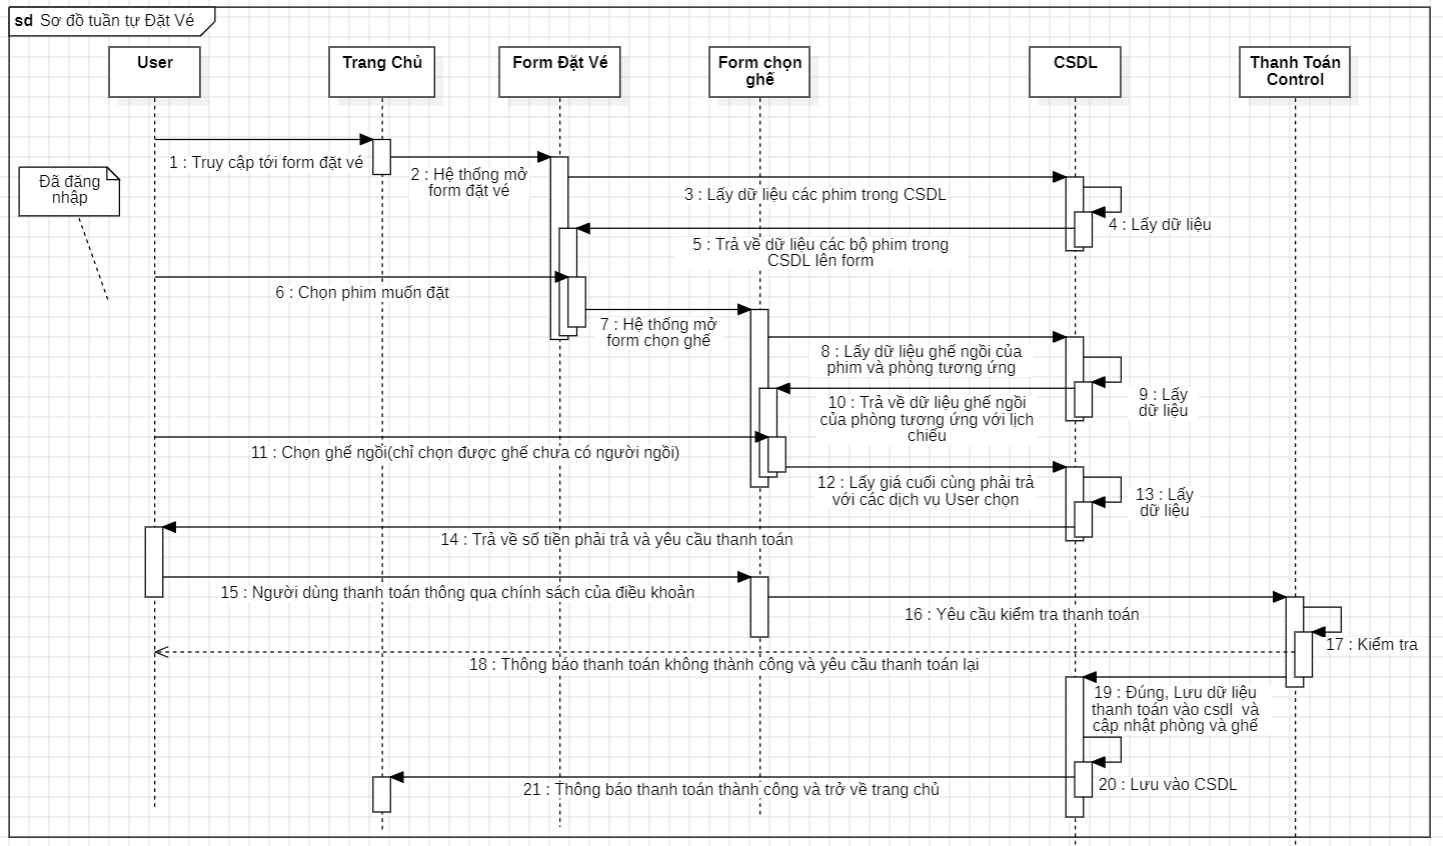 sd Sơ đồ tuần tự Đặt Vé
User
Trang Chủ
Form Đặt Vé
Form chọn
ghế
CSDL
Thanh Toán
Control
1 : Truy cập tới form đặt vé
Đã đăng
nhập
2 : Hệ thống mở
form đặt vé
3 : Lấy dữ liệu các phim trong CSDL
4 : Lấy dữ liệu
5 : Trả về dữ liệu các bộ phim trong
CSDL lên form
6 : Chọn phim muốn đặt
7 : Hệ thống mở
form chọn ghế
8 : Lấy dữ liệu ghế ngồi của
phim và phòng tương ứng
9 : Lấy
dữ liệu
10 : Trả về dữ liệu ghế ngồi
của phòng tương ứng với lịch
chiếu
11 : Chọn ghế ngồi(chỉ chọn được ghế chưa có người ngồi)
12 : Lấy giá cuối cùng phải trả
với các dịch vụ User chọn
13 : Lấy
dữ liệu
14 : Trả về số tiền phải trả và yêu cầu thanh toán
15 : Người dùng thanh toán thông qua chính sách của điều khoản
16 : Yêu cầu kiểm tra thanh toán
17 : Kiểm tra
18 : Thông báo thanh toán không thành công và yêu cầu thanh toán lại
19 : Đúng, Lưu dữ liệu
thanh toán vào csdl và
cập nhật phòng và ghế
20 : Lưu vào CSDL
21 : Thông báo thanh toán thành công và trở về trang chủ